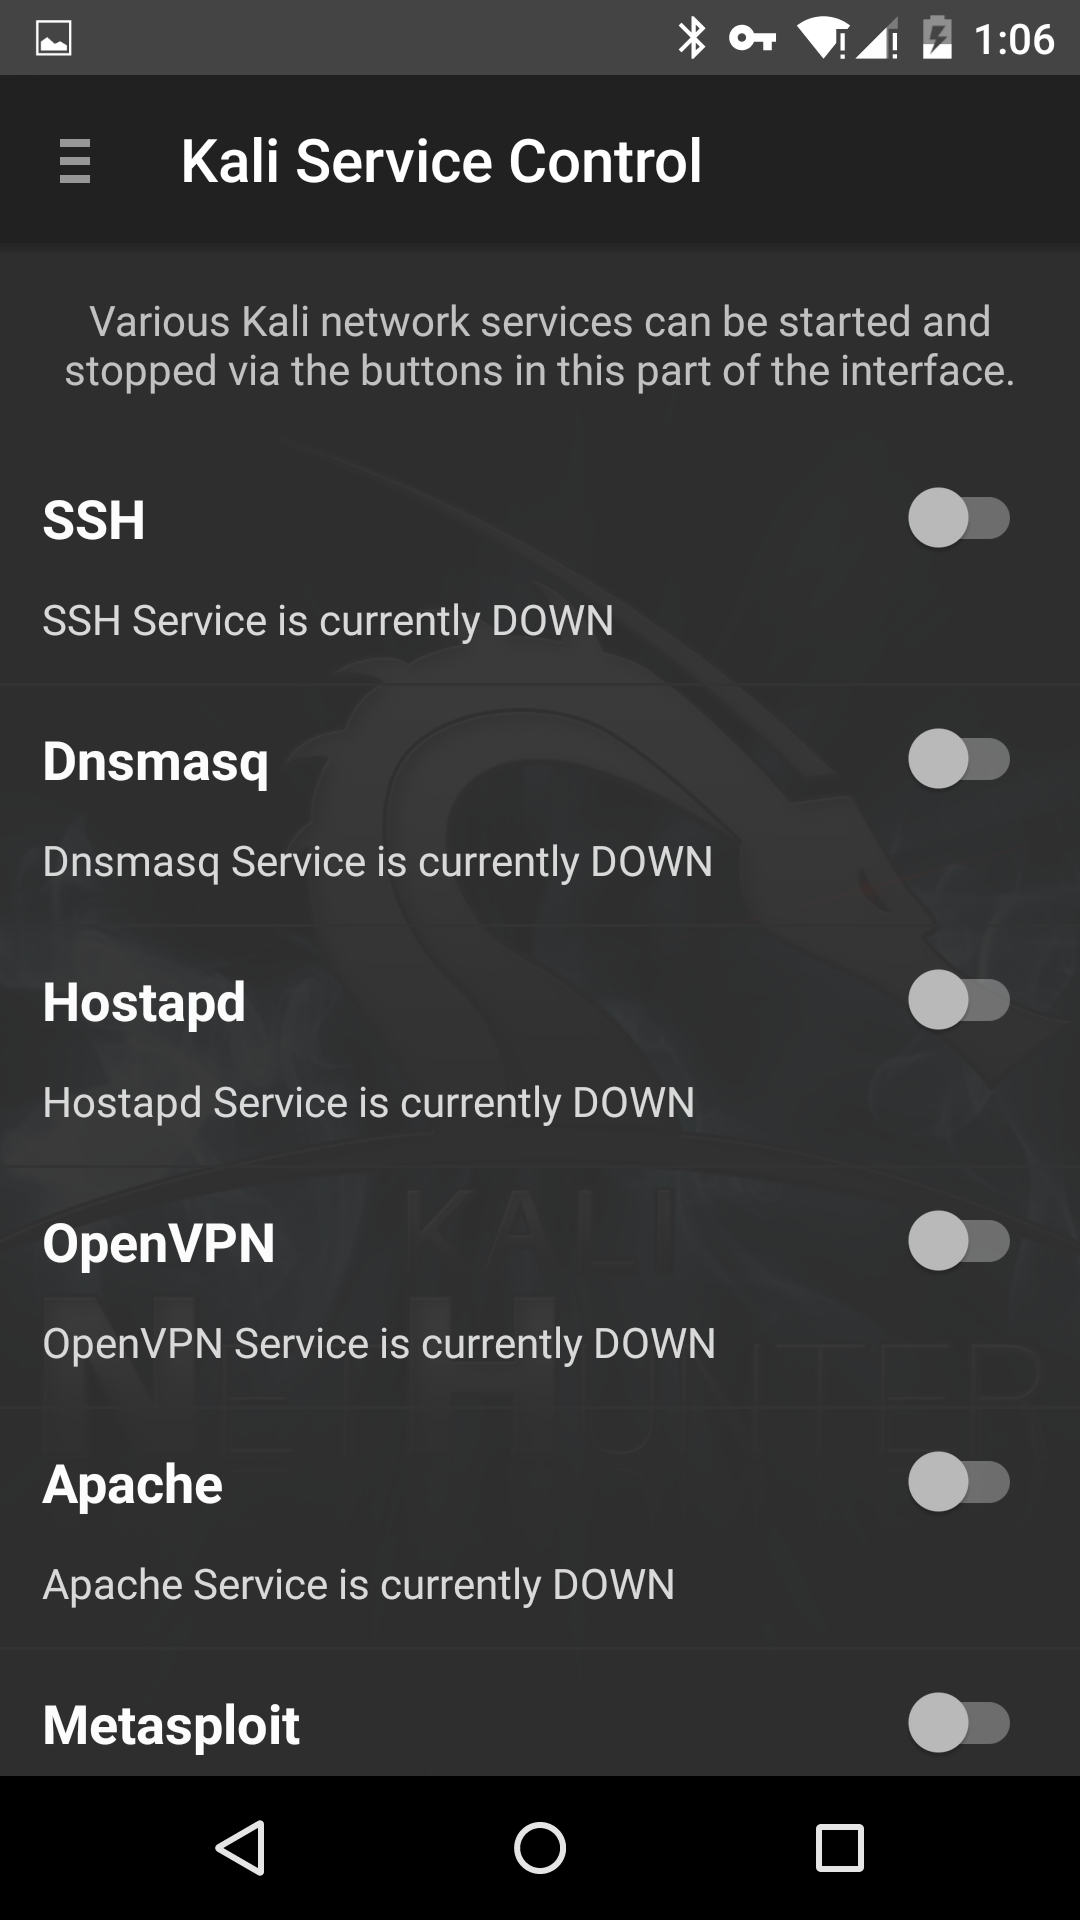 1:06
Kali Service Control
Various Kali network services can be started and
stopped via the buttons in this part of the interface.
SSH
SSH Service is currently DOWN
Dnsmasq
Dnsmasq Service is currently DOWN
Hostapd
Hostapd Service is currently DOWN
KALI
OpenVPN
OpenVPN Service is currently DOWN
NETHUNTER
Apache
Apache Service is currently DOWN
Metasploit